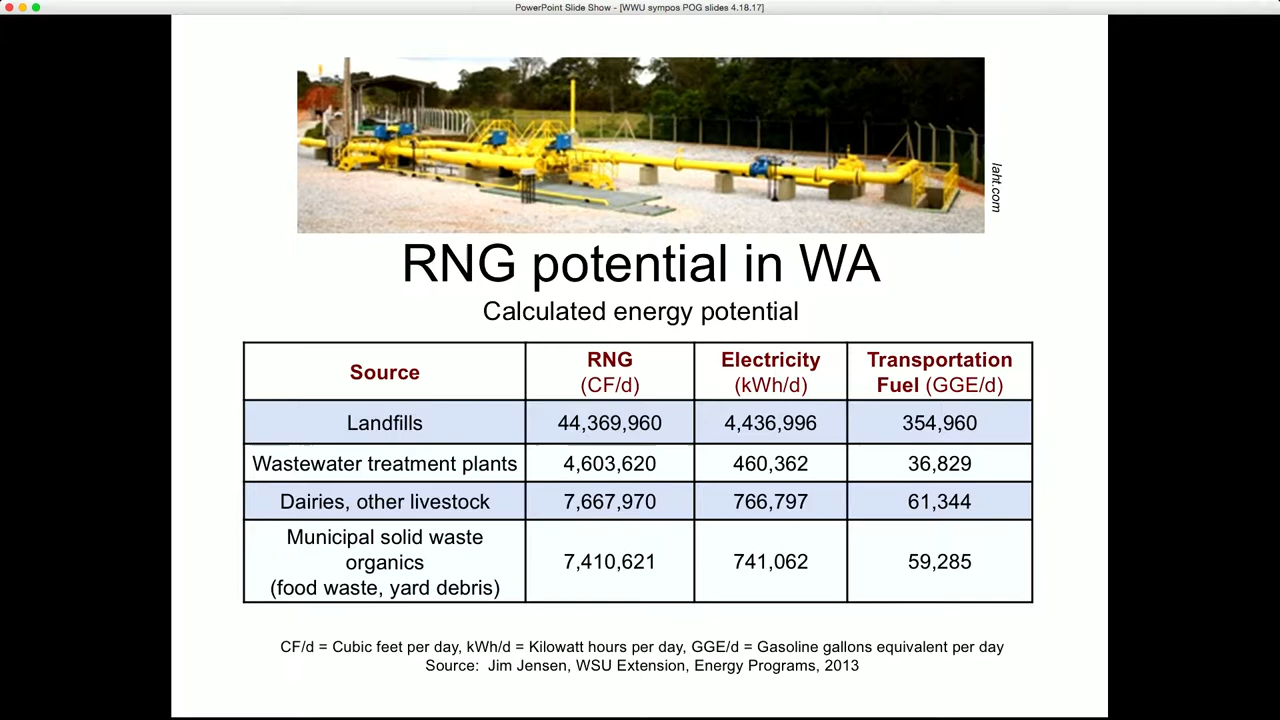 PowerPoint Slide Show - [WWU sympos POG slides 4.18.17]
laht.com
RNG potential in WA
Calculated energy potential
Source
RNG
(CF/d)
Electricity
(kWh/d)
Transportation
Fuel (GGE/d)
Landfills
44,369,960
4,436,996
354,960
Wastewater treatment plants
4,603,620
460,362
36,829
Dairies, other livestock
7,667,970
766,797
61,344
Municipal solid waste
organics
(food waste, yard debris)
7,410,621
741,062
59,285
CF/d = Cubic feet per day, kWh/d = Kilowatt hours per day, GGE/d = Gasoline gallons equivalent per day
Source: Jim Jensen, WSU Extension, Energy Programs, 2013